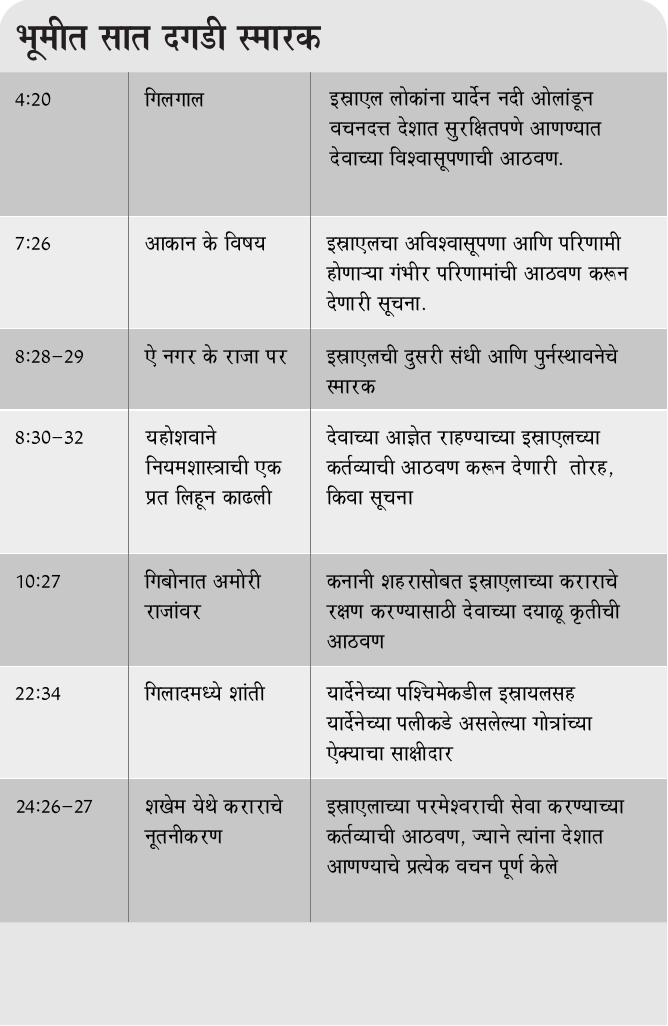 भूमीत सात दगडी स्मारक
4:20
गिलगाल
इस्राएल लोकांना यार्देन नदी ओलांडून
वचनदत्त देशात सुरक्षितपणे आणण्यात
देवाच्या विश्वासूपणाची आठवण.
7:26
आकान के विषय
इस्राएलचा अविश्वासूपणा आणि परिणामी
होणाऱ्या गंभीर परिणामांची आठवण करून
देणारी सूचना.
8:28–29
ऐ नगर के राजा पर
इस्राएलची दुसरी संधी आणि पुर्नस्थावनेचे
स्मारक
8:30–32
यहोशवाने
नियमशास्त्राची एक
प्रत लिहून काढली
देवाच्या आज्ञेत राहण्याच्या इस्राएलच्या
कर्तव्याची आठवण करून देणारी तोरह,
किवा सूचना
10:27
गिबोनात अमोरी
राजांवर
कनानी शहरासोबत इस्राएलाच्या कराराचे
रक्षण करण्यासाठी देवाच्या दयाळू कृतीची
आठवण
22:34
गिलादमध्ये शांती
यार्देनेच्या पश्चिमेकडील इस्रायलसह
यार्देनेच्या पलीकडे असलेल्या गोत्रांच्या
ऐक्याचा साक्षीदार
24:26–27
शखेम येथे कराराचे
नूतनीकरण
इस्राएलाच्या परमेश्वराची सेवा करण्याच्या
कर्तव्याची आठवण, ज्याने त्यांना देशात
आणण्याचे प्रत्येक वचन पूर्ण केले